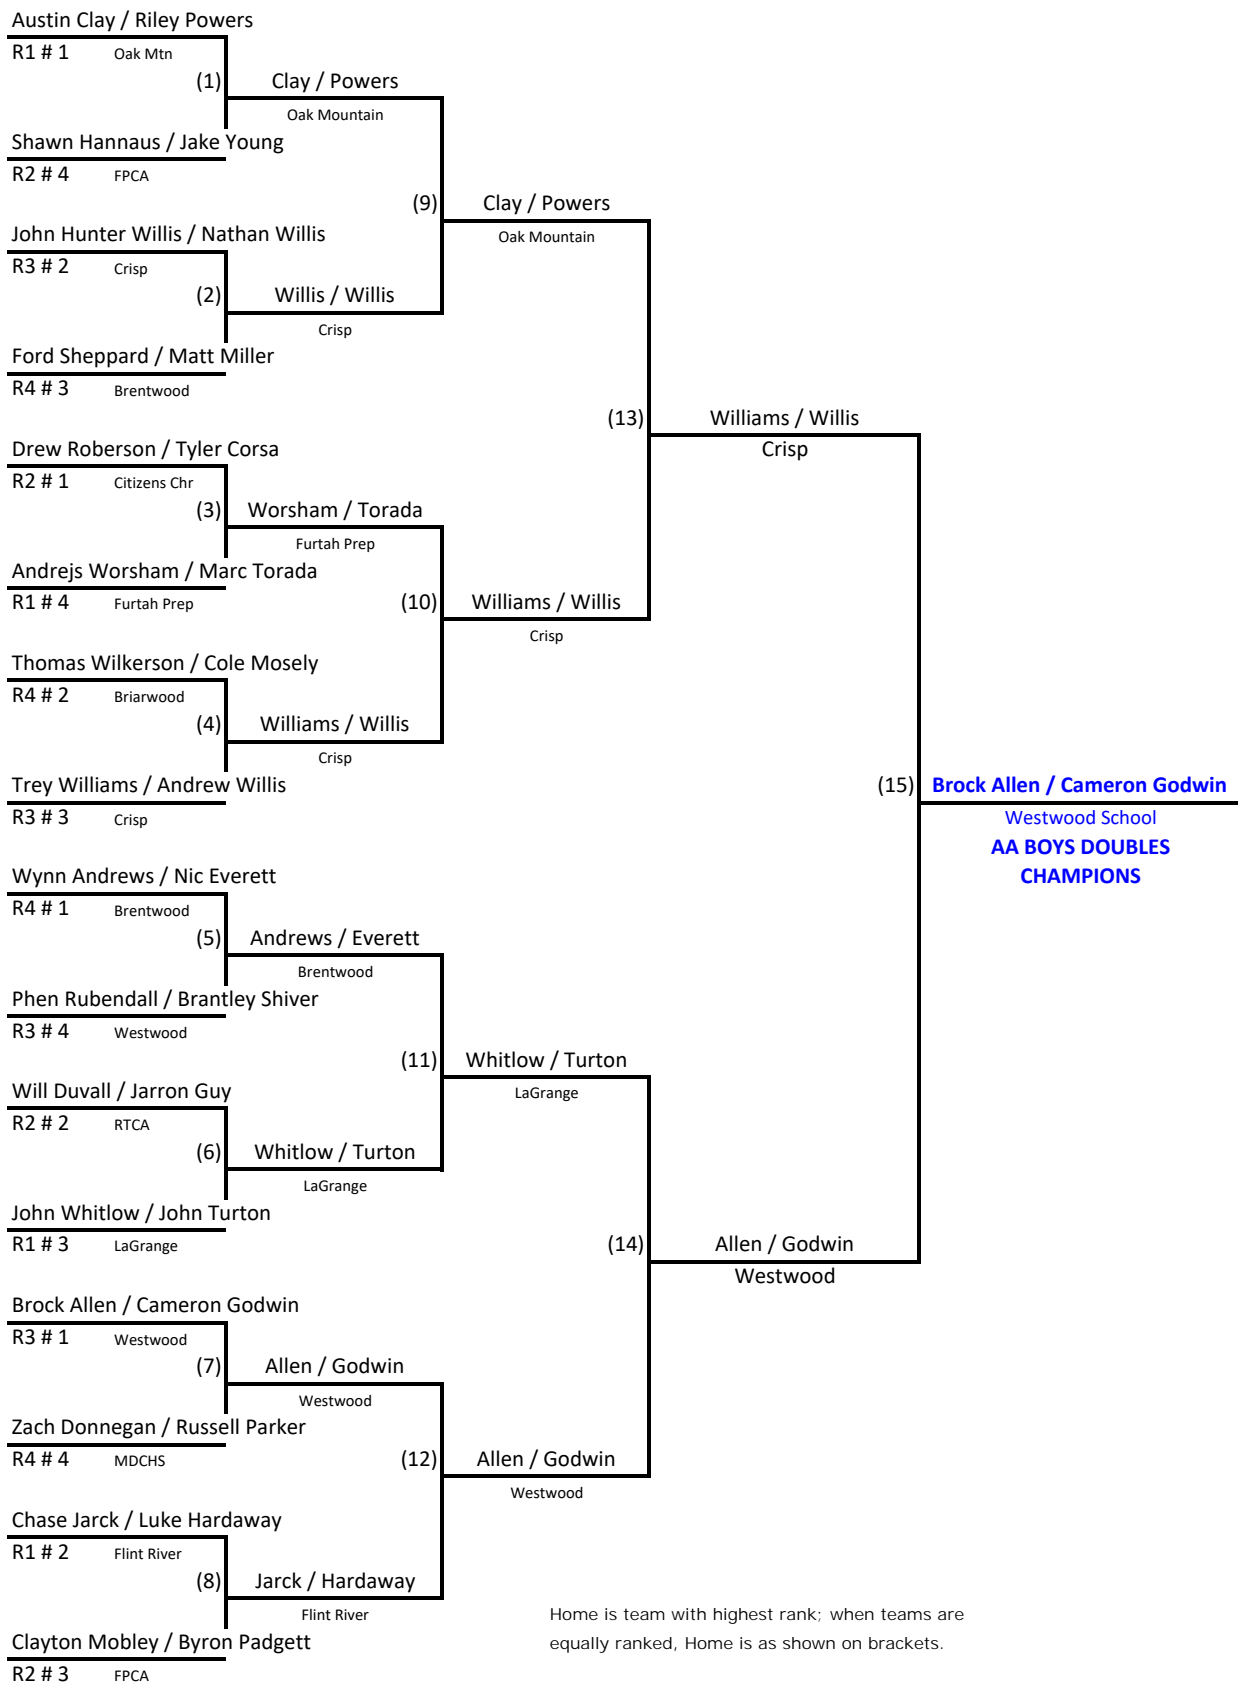 Austin Clay / Riley Powers
R1 # 1 Oak Mtn
(1) Clay / Powers
Oak Mountain
Shawn Hannaus / Jake Young
R2 # 4 FPCA
(9) Clay / Powers
Oak Mountain
John Hunter Willis / Nathan Willis
R3 # 2 Crisp
(2) Willis / Willis
Crisp
Ford Sheppard / Matt Miller
R4 # 3 Brentwood
(13) Williams / Willis
Crisp
Drew Roberson / Tyler Corsa
R2 # 1 Citizens Chr
(3) Worsham / Torada
Furtah Prep
Andrejs Worsham / Marc Torada
R1 # 4 Furtah Prep
(10) Williams / Willis
Crisp
Thomas Wilkerson / Cole Mosely
R4 # 2 Briarwood
(4) Williams / Willis
Crisp
Trey Williams / Andrew Willis
R3 # 3 Crisp
(15) Brock Allen / Cameron Godwin
Westwood School
AA BOYS DOUBLES
CHAMPIONS
Wynn Andrews / Nic Everett
R4 # 1 Brentwood
(5) Andrews / Everett
Brentwood
Phen Rubendall / Brantley Shiver
R3 # 4 Westwood
(11) Whitlow / Turton
LaGrange
Will Duvall / Jarron Guy
R2 # 2 RTCA
(6) Whitlow / Turton
LaGrange
John Whitlow / John Turton
R1 # 3 LaGrange
(14) Allen / Godwin
Westwood
Brock Allen / Cameron Godwin
R3 # 1 Westwood
(7) Allen / Godwin
Westwood
Zach Donnegan / Russell Parker
R4 # 4 MDCHS
(12) Allen / Godwin
Westwood
Chase Jarck / Luke Hardaway
R1 # 2 Flint River
(8) Jarck / Hardaway
Flint River
Clayton Mobley / Byron Padgett
R2 # 3 FPCA
Home is team with highest rank; when teams are
equally ranked, Home is as shown on brackets.